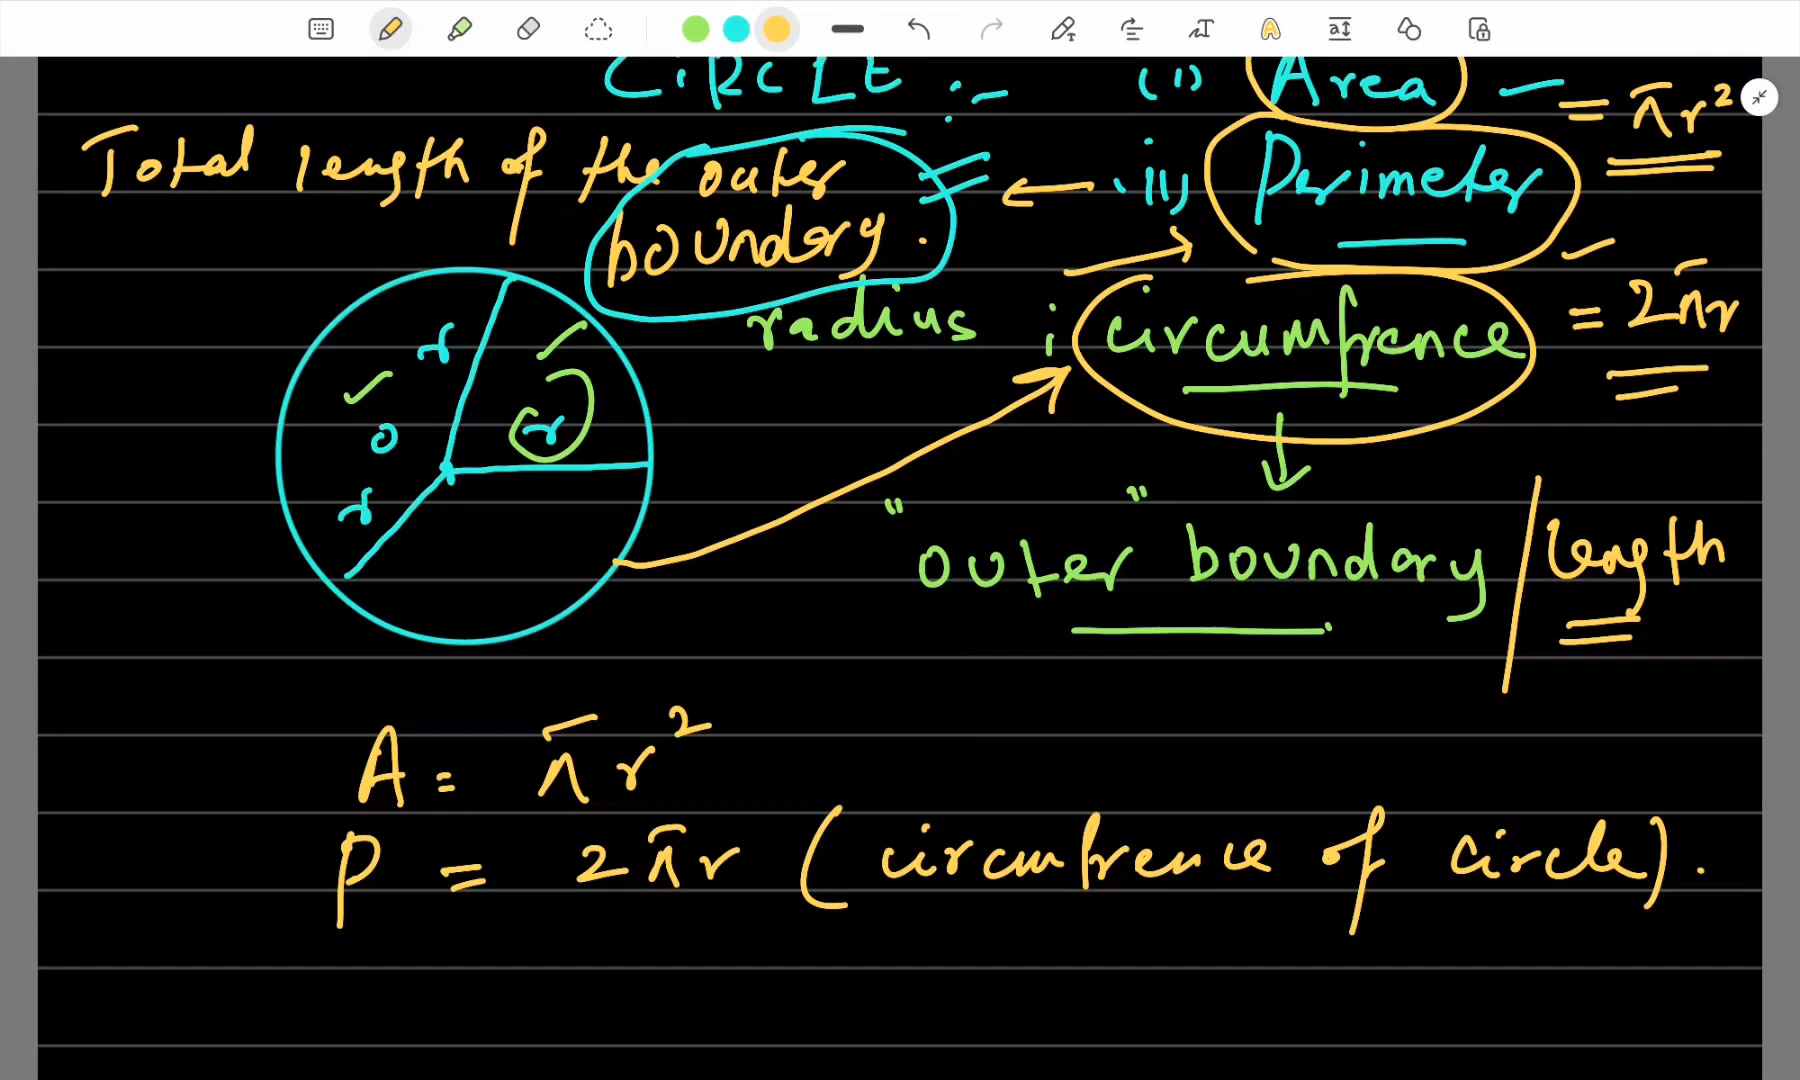 CIRCLE :- (i) Area - = πr²
Total length of the outer boundary. ii) Perimeter
radius ; circumfrence = 2πr
r
r
o
r
" "
outer boundary / length
A = πr²
P = 2πr (circumfrence of circle).